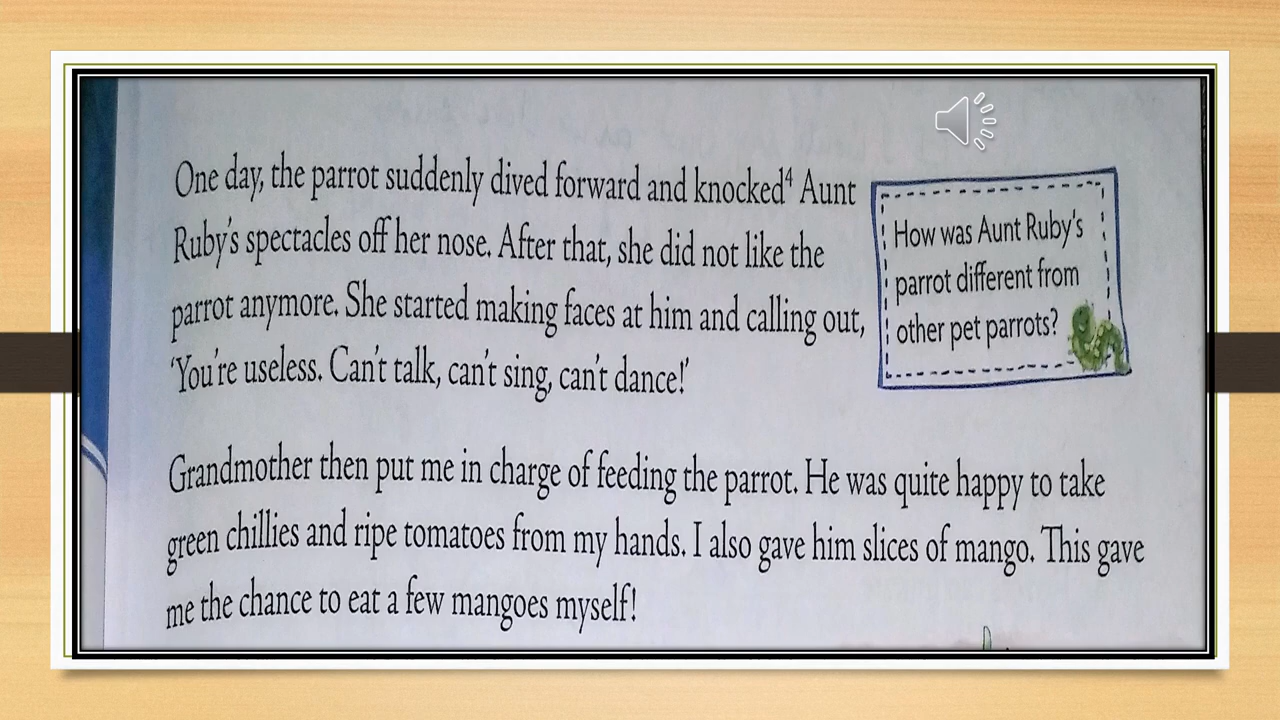 One day, the parrot suddenly dived forward and knocked⁴ Aunt
Ruby's spectacles off her nose. After that, she did not like the
parrot anymore. She started making faces at him and calling out,
'You're useless. Can't talk, can't sing, can't dance!'
How was Aunt Ruby's
parrot different from
other pet parrots?
Grandmother then put me in charge of feeding the parrot. He was quite happy to take
green chillies and ripe tomatoes from my hands. I also gave him slices of mango. This gave
me the chance to eat a few mangoes myself!